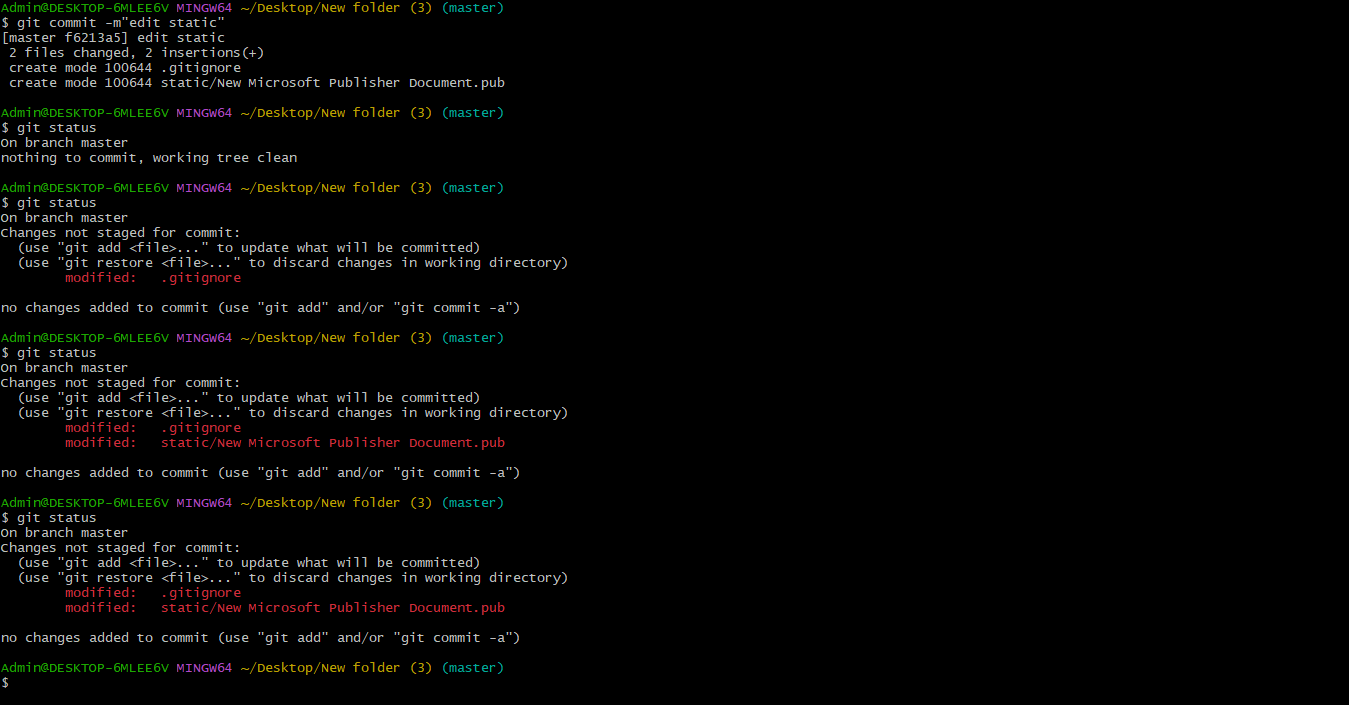 Admin@DESKTOP-6MLEE6V MINGW64 ~/Desktop/New folder (3) (master)
$ git commit -m"edit static"
[master f6213a5] edit static
 2 files changed, 2 insertions(+)
 create mode 100644 .gitignore
 create mode 100644 static/New Microsoft Publisher Document.pub

Admin@DESKTOP-6MLEE6V MINGW64 ~/Desktop/New folder (3) (master)
$ git status
On branch master
nothing to commit, working tree clean

Admin@DESKTOP-6MLEE6V MINGW64 ~/Desktop/New folder (3) (master)
$ git status
On branch master
Changes not staged for commit:
  (use "git add <file>..." to update what will be committed)
  (use "git restore <file>..." to discard changes in working directory)
        modified:   .gitignore

no changes added to commit (use "git add" and/or "git commit -a")

Admin@DESKTOP-6MLEE6V MINGW64 ~/Desktop/New folder (3) (master)
$ git status
On branch master
Changes not staged for commit:
  (use "git add <file>..." to update what will be committed)
  (use "git restore <file>..." to discard changes in working directory)
        modified:   .gitignore
        modified:   static/New Microsoft Publisher Document.pub

no changes added to commit (use "git add" and/or "git commit -a")

Admin@DESKTOP-6MLEE6V MINGW64 ~/Desktop/New folder (3) (master)
$ git status
On branch master
Changes not staged for commit:
  (use "git add <file>..." to update what will be committed)
  (use "git restore <file>..." to discard changes in working directory)
        modified:   .gitignore
        modified:   static/New Microsoft Publisher Document.pub

no changes added to commit (use "git add" and/or "git commit -a")

Admin@DESKTOP-6MLEE6V MINGW64 ~/Desktop/New folder (3) (master)
$